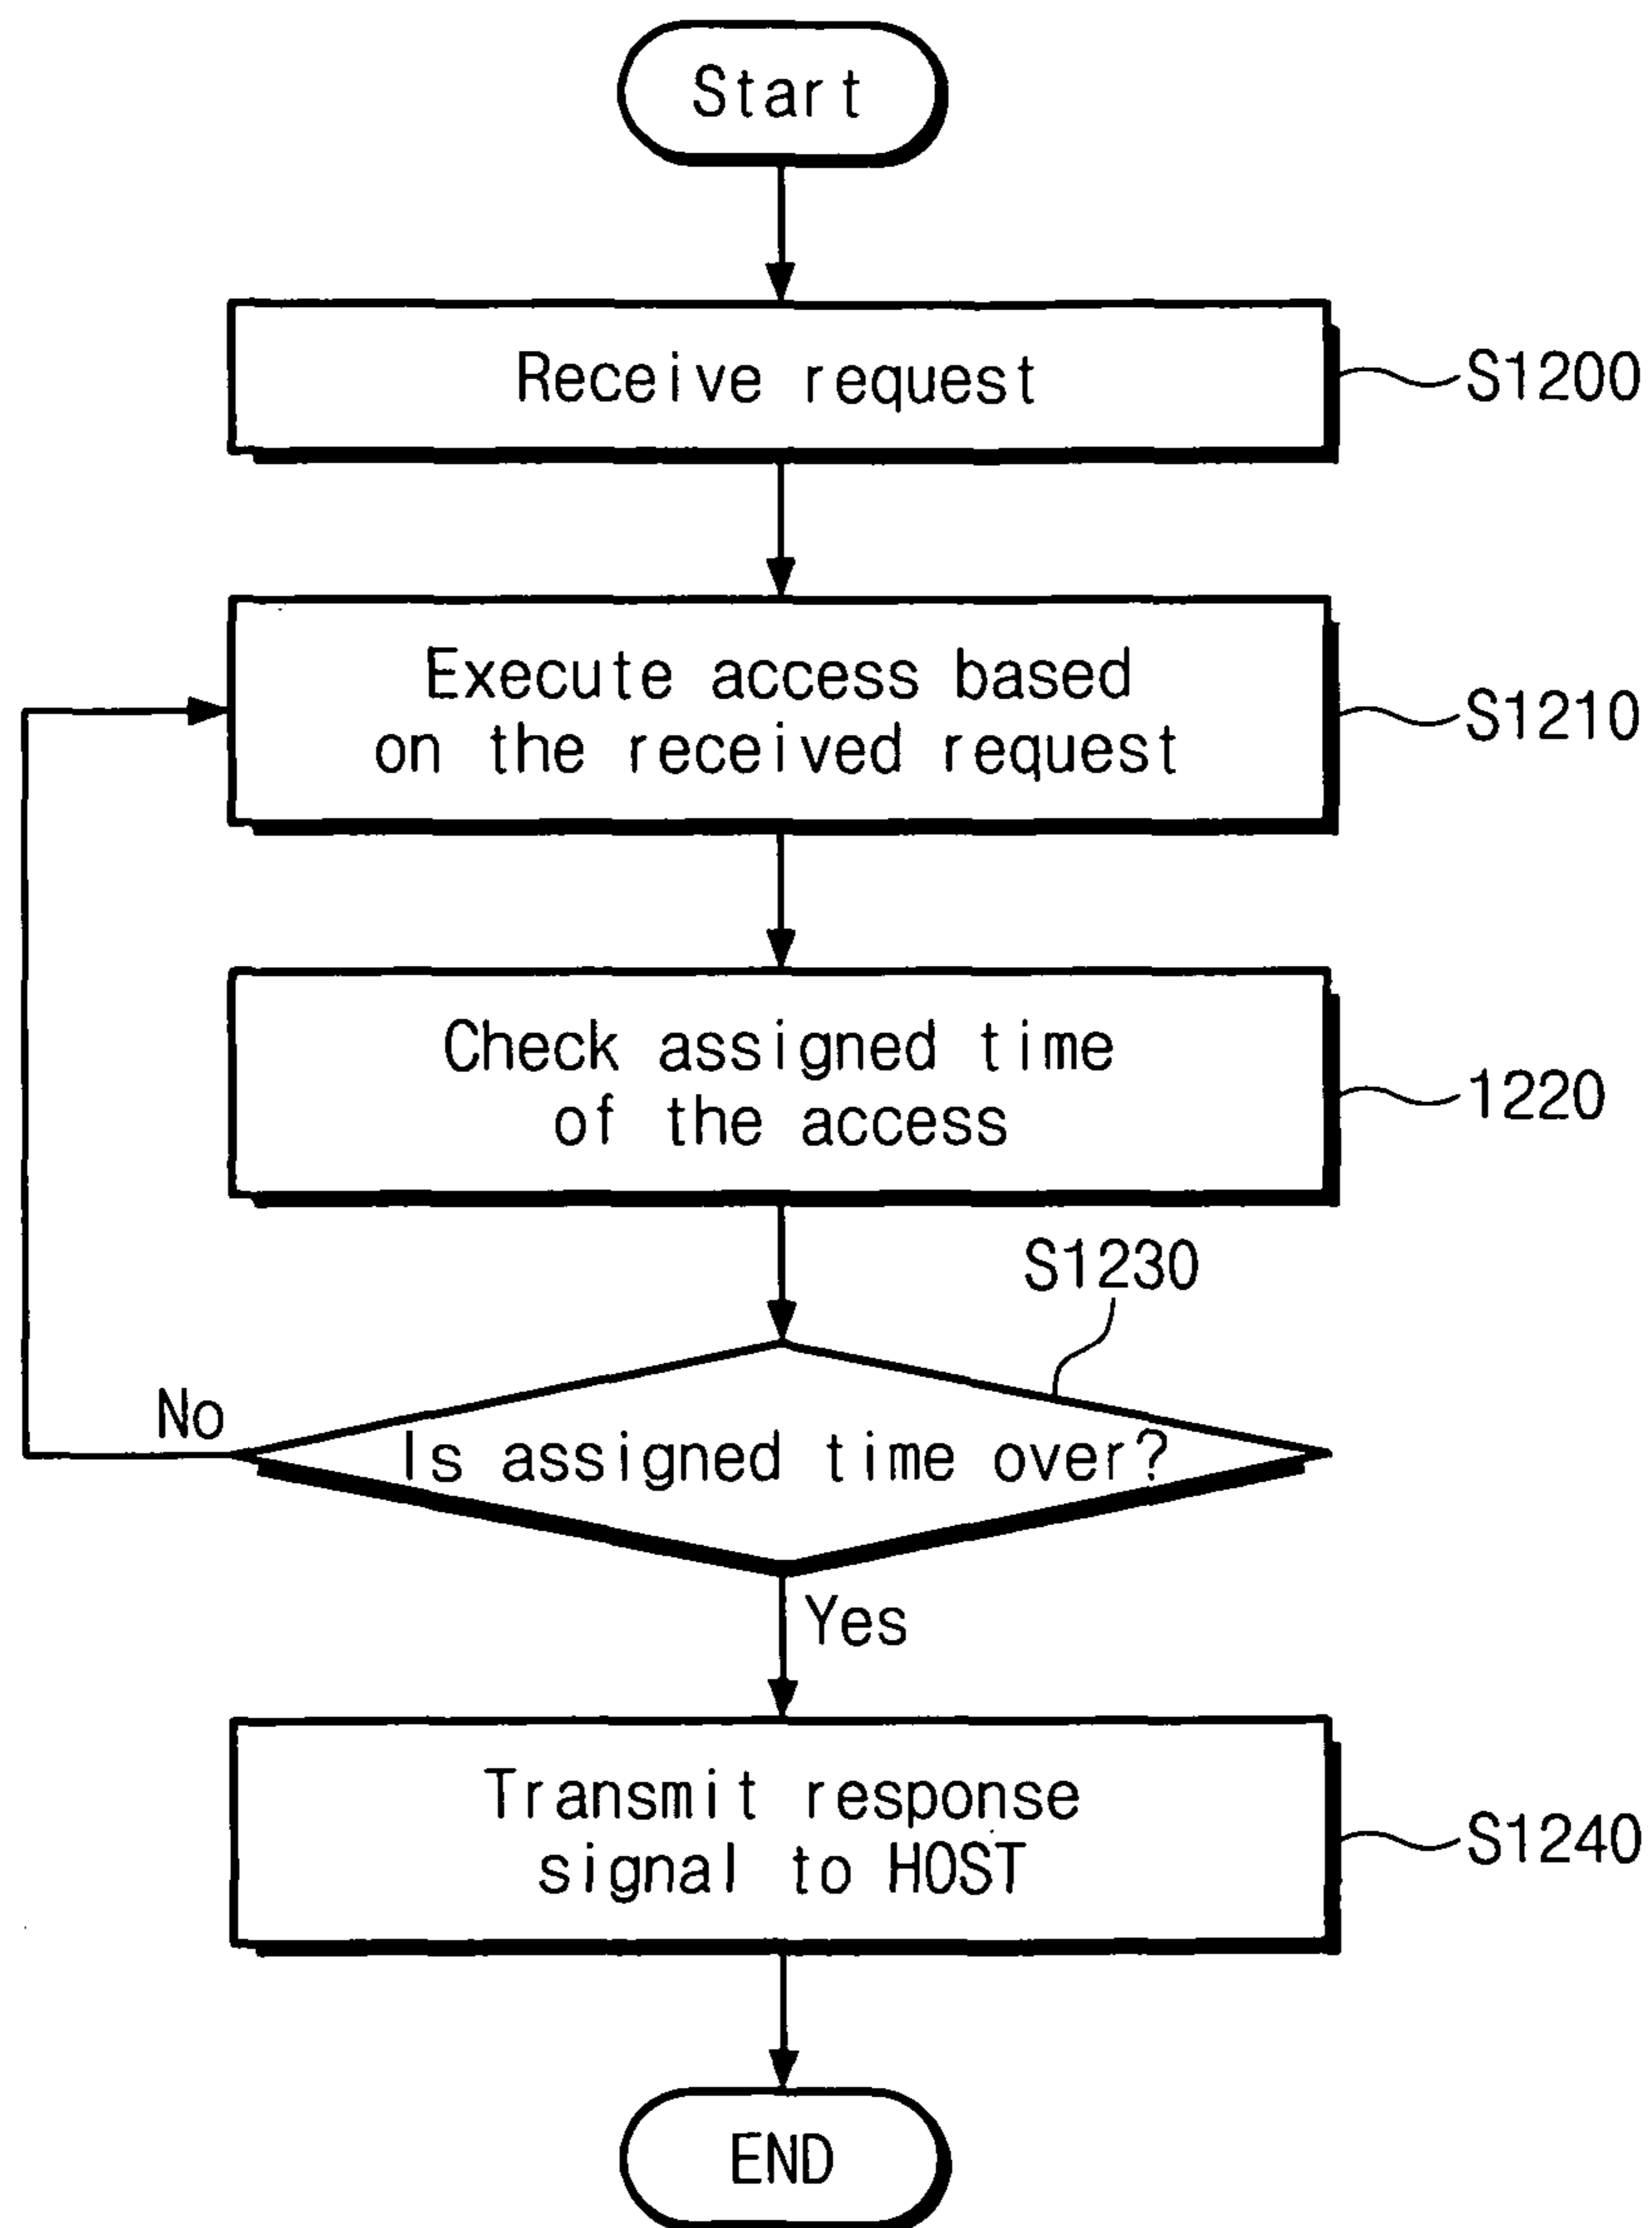 Start
Receive request
S1200
Execute access based
on the received request
S1210
Check assigned time
of the access
1220
S1230
No
Is assigned time over?
Yes
Transmit response
signal to HOST
S1240
END